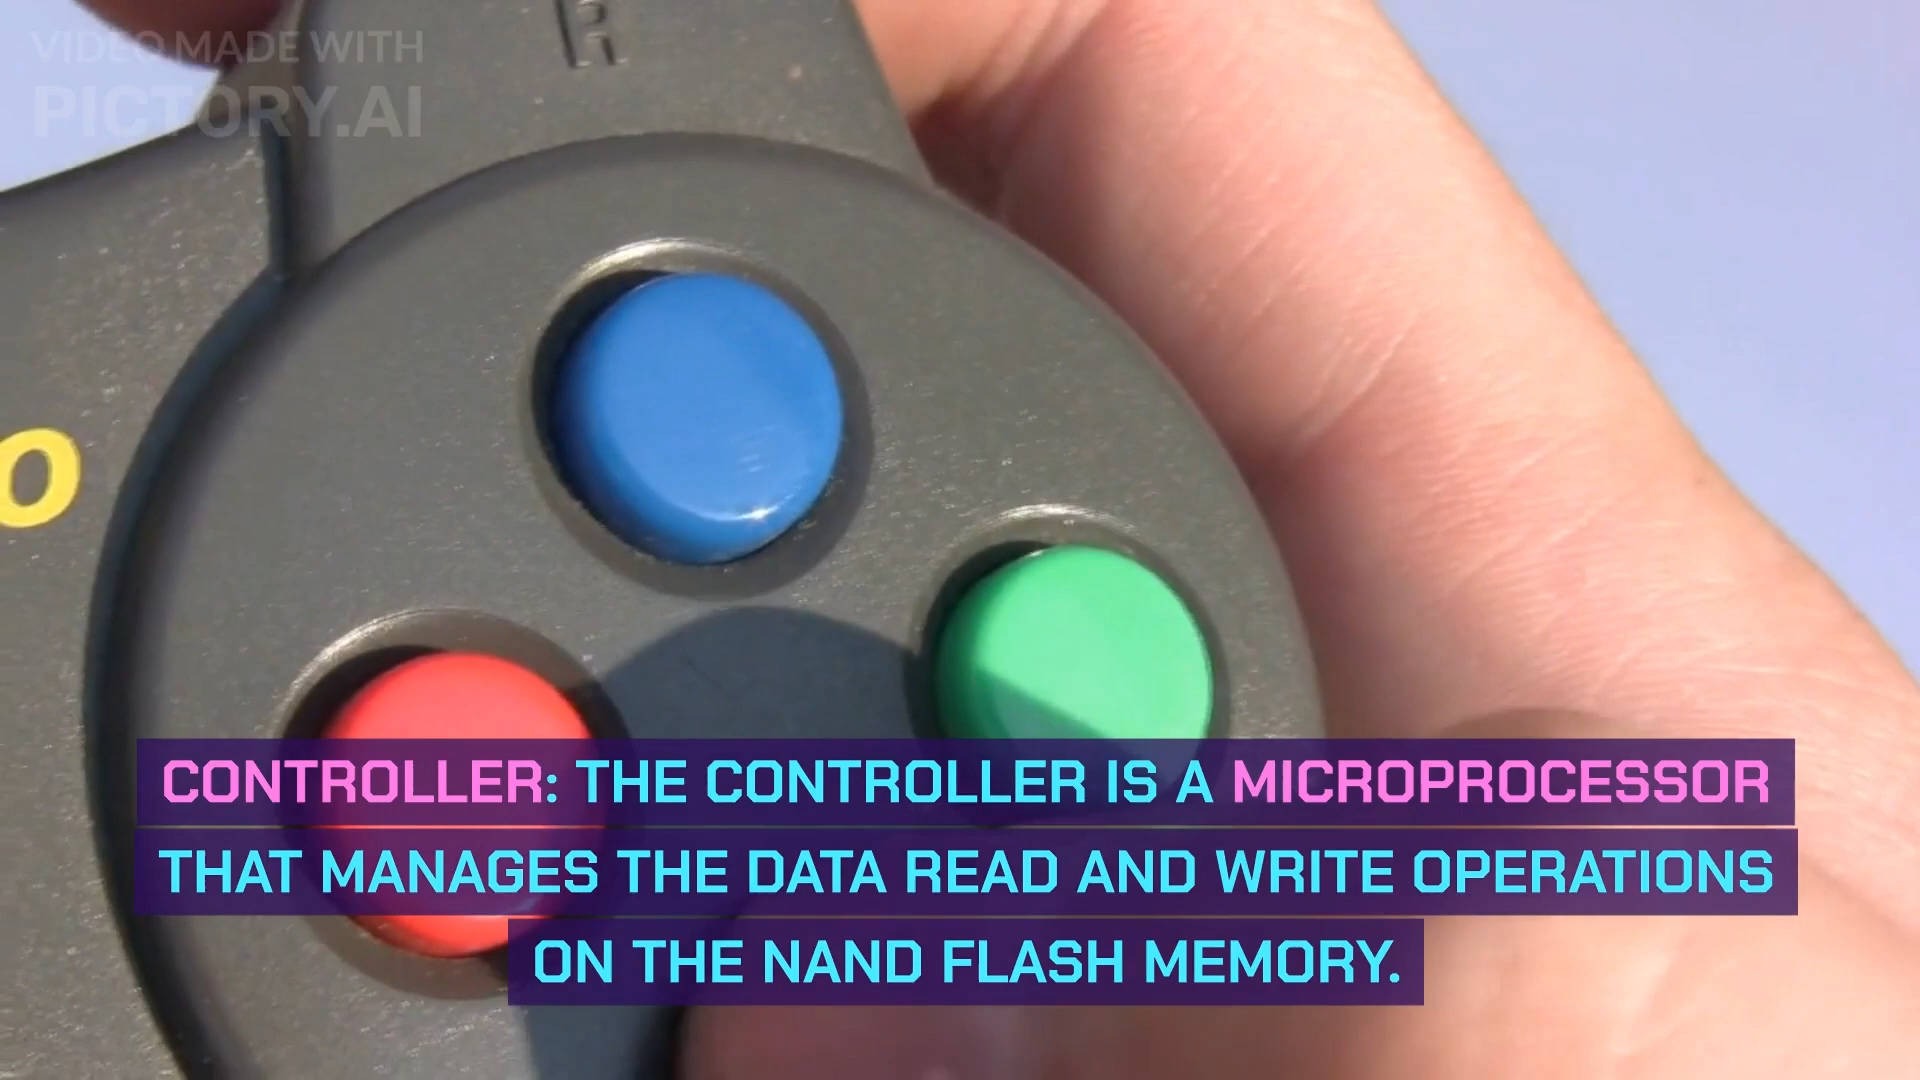 VIDEO MADE WITH
PICTORY.AI
R
O
CONTROLLER: THE CONTROLLER IS A MICROPROCESSOR
THAT MANAGES THE DATA READ AND WRITE OPERATIONS
ON THE NAND FLASH MEMORY.